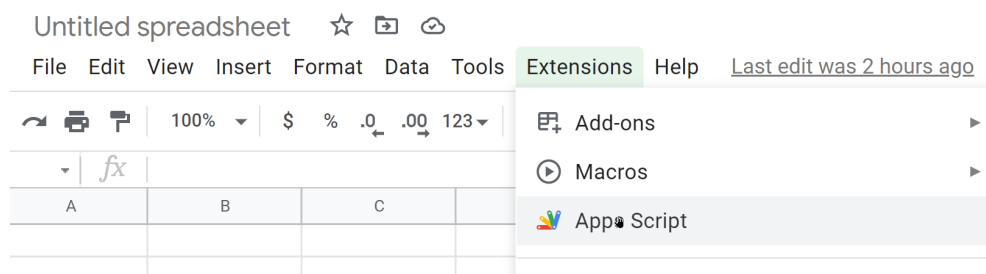 Untitled spreadsheet
File Edit View Insert Format Data Tools Extensions Help Last edit was 2 hours ago
100% $ % .0 .00 123
Add-ons
Macros
fx
A B C
Apps Script